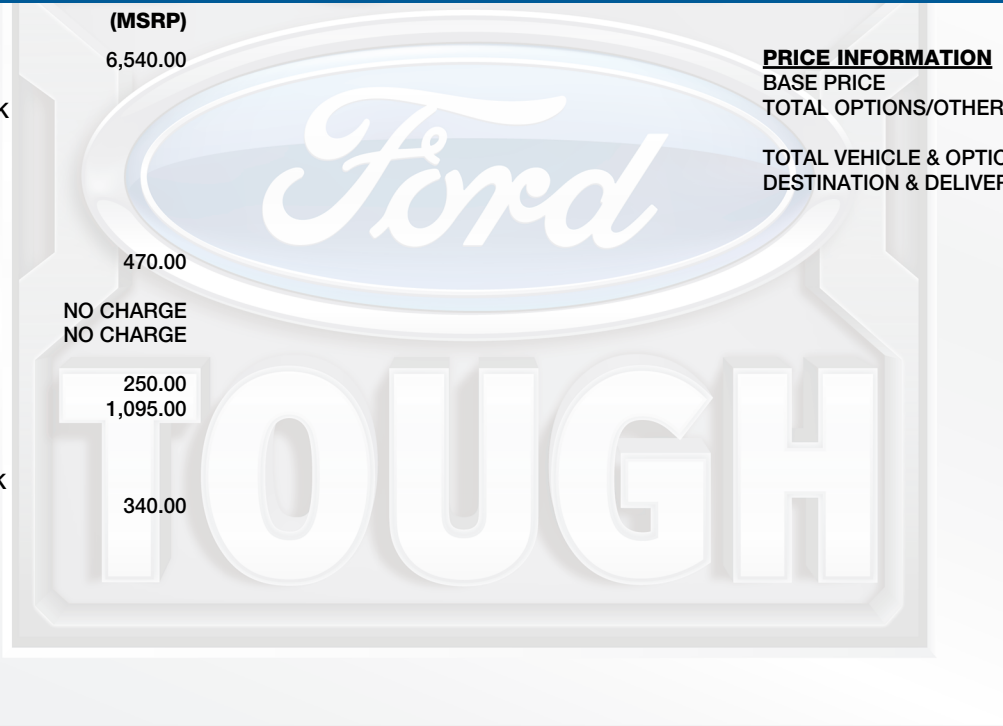 (MSRP)
6,540.00
K
470.00
NO CHARGE
NO CHARGE
250.00
1,095.00
K
340.00
PRICE INFORMATION
BASE PRICE
TOTAL OPTIONS/OTHER
TOTAL VEHICLE & OPTIO
DESTINATION & DELIVER
Ford
TOUGH